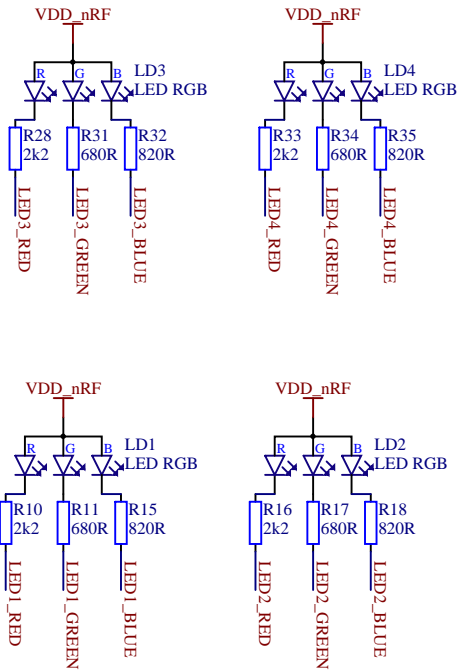 VDD_nRF
R G B LD3
LED RGB
R28 R31 R32
2k2 680R 820R
LED3_RED
LED3_GREEN
LED3_BLUE
VDD_nRF
R G B LD4
LED RGB
R33 R34 R35
2k2 680R 820R
LED4_RED
LED4_GREEN
LED4_BLUE
VDD_nRF
R G B LD1
LED RGB
R10 R11 R15
2k2 680R 820R
LED1_RED
LED1_GREEN
LED1_BLUE
VDD_nRF
R G B LD2
LED RGB
R16 R17 R18
2k2 680R 820R
LED2_RED
LED2_GREEN
LED2_BLUE